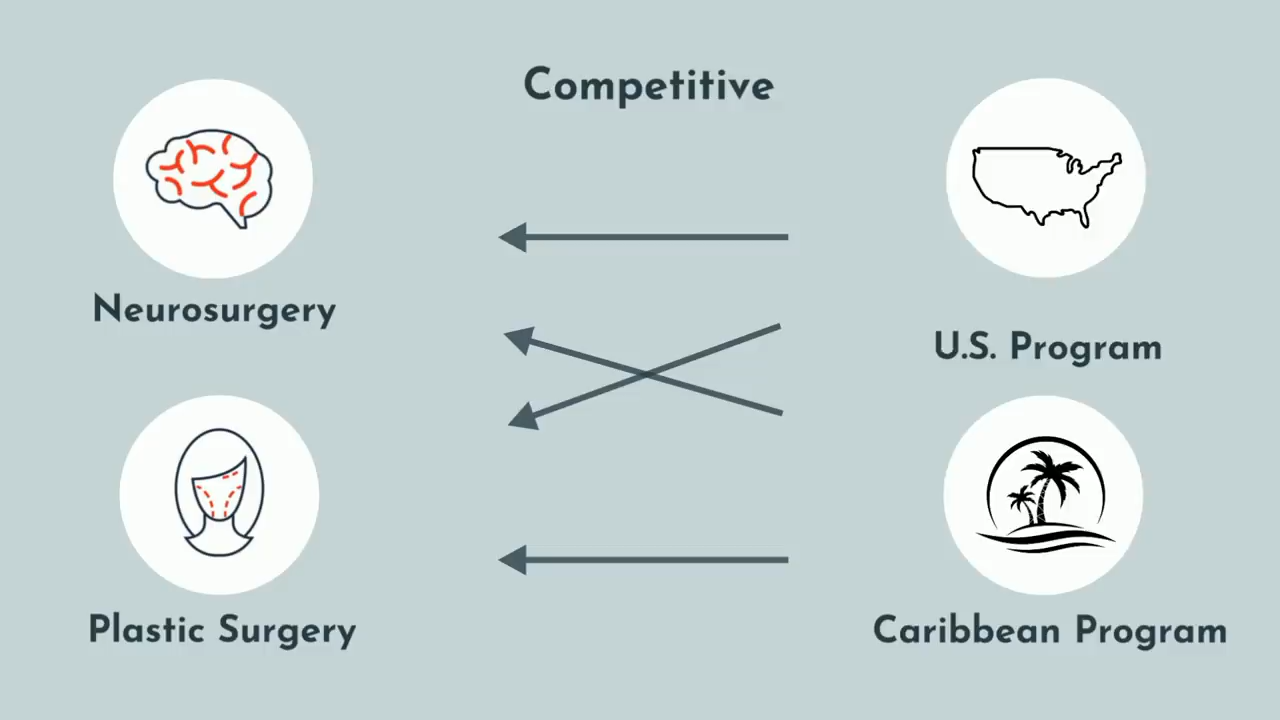 Competitive
Neurosurgery
U.S. Program
Plastic Surgery
Caribbean Program